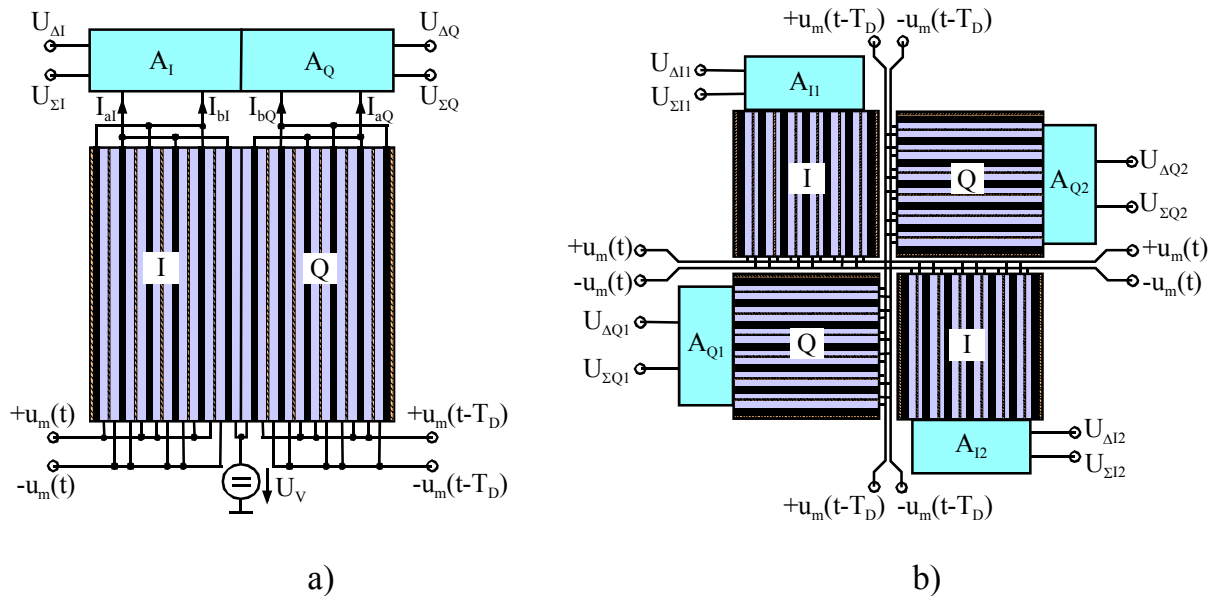 U_ΔI
U_ΣI
A_I
A_Q
U_ΔQ
U_ΣQ
I_aI
I_bI
I_bQ
I_aQ
I
Q
+u_m(t)
-u_m(t)
U_V
+u_m(t-T_D)
-u_m(t-T_D)
a)
+u_m(t-T_D) -u_m(t-T_D)
U_ΔI1
U_ΣI1
A_I1
I
Q
A_Q2
U_ΔQ2
U_ΣQ2
+u_m(t)
-u_m(t)
+u_m(t)
-u_m(t)
U_ΔQ1
U_ΣQ1
A_Q1
Q
I
A_I2
U_ΔI2
U_ΣI2
+u_m(t-T_D) -u_m(t-T_D)
b)